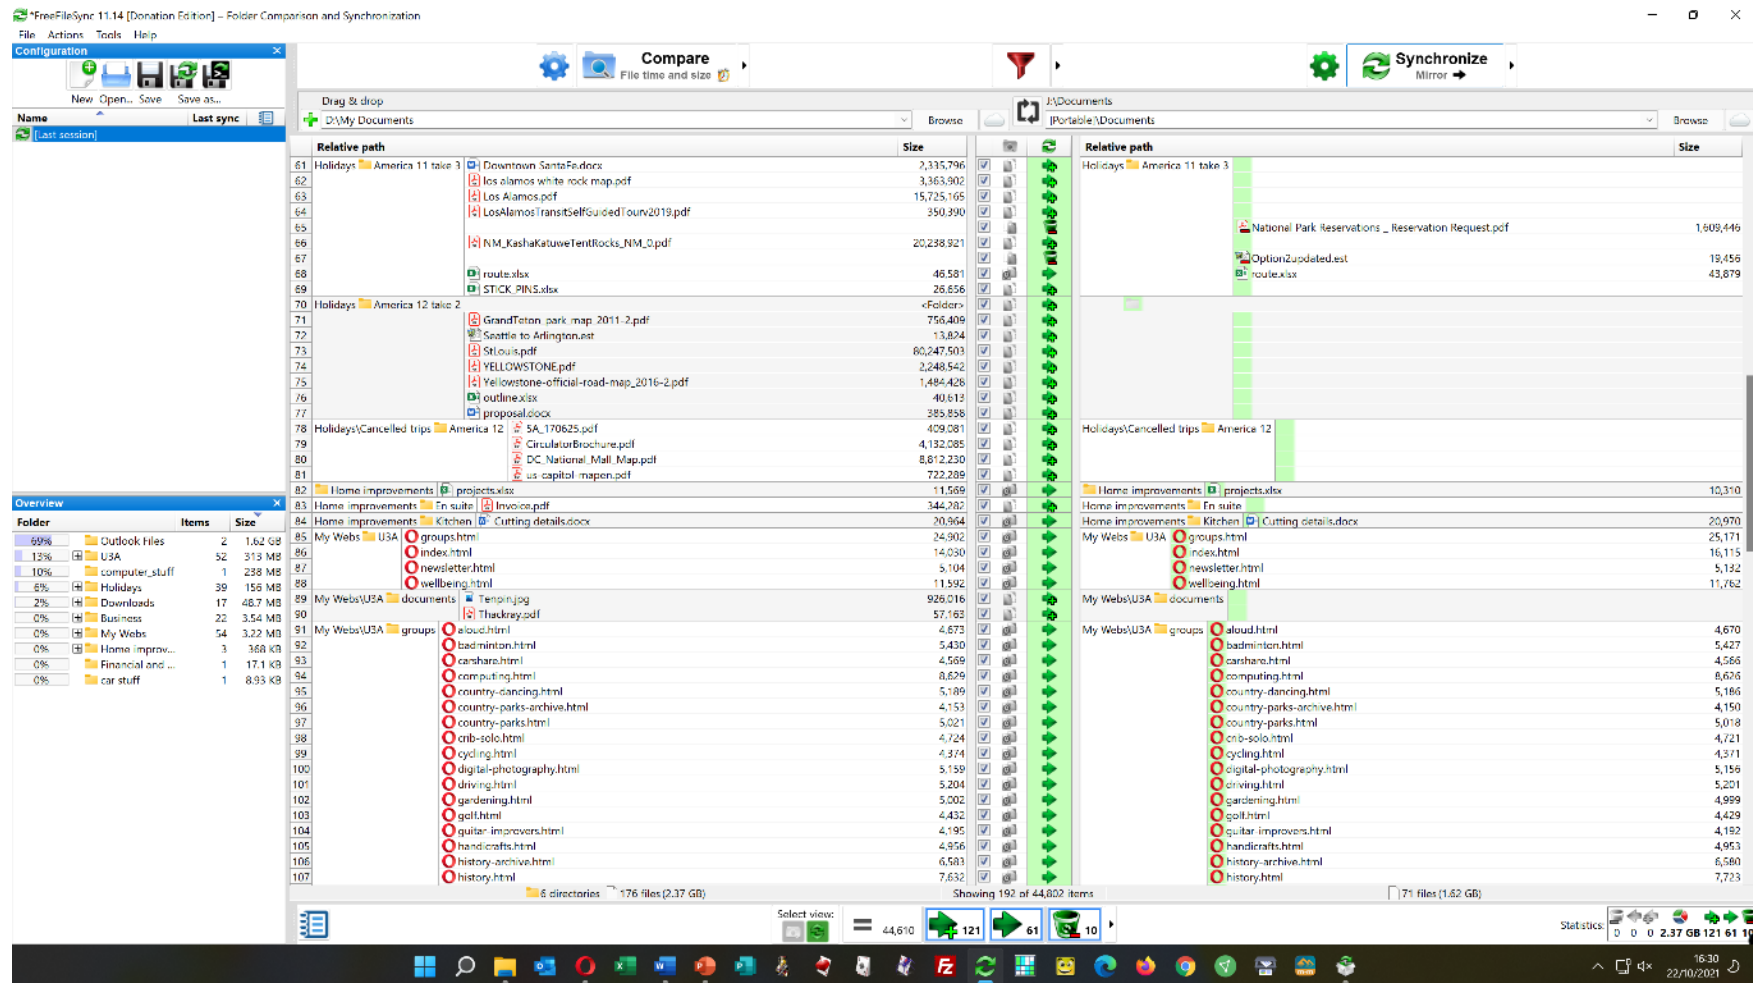 *FreeFileSync 11.14 [Donation Edition] – Folder Comparison and Synchronization
File Actions Tools Help
Configuration
New Open... Save Save as...
Name Last sync
[Last session]
Compare
File time and size
Synchronize
Mirror
Drag & drop
D:\My Documents Browse
J:\Documents
[Portable]\Documents Browse
Relative path Size Relative path Size
61 Holidays America 11 take 3 Downtown SantaFe.docx 2,335,796 Holidays America 11 take 3
62 los alamos white rock map.pdf 3,363,902
63 Los Alamos.pdf 15,725,165
64 LosAlamosTransitSelfGuidedTourv2019.pdf 350,390
65 National Park Reservations _ Reservation Request.pdf 1,609,446
66 NM_KashaKatuweTentRocks_NM_0.pdf 20,238,921
67 Option2updated.est 19,456
68 route.xlsx 46,581 route.xlsx 43,879
69 STICK_PINS.xlsx 26,656
70 Holidays America 12 take 2 <Folder>
71 GrandTeton_park_map_2011-2.pdf 756,409
72 Seattle to Arlington.est 13,824
73 StLouis.pdf 80,247,503
74 YELLOWSTONE.pdf 2,248,542
75 Yellowstone-official-road-map_2016-2.pdf 1,484,428
76 outline.xlsx 40,613
77 proposal.docx 385,858
78 Holidays\Cancelled trips America 12 5A_170625.pdf 409,081 Holidays\Cancelled trips America 12
79 CirculatorBrochure.pdf 4,132,085
80 DC_National_Mall_Map.pdf 8,812,230
81 us-capitol-mapen.pdf 722,289
82 Home improvements projects.xlsx 11,569 Home improvements projects.xlsx 10,310
83 Home improvements En suite Invoice.pdf 344,282 Home improvements En suite
84 Home improvements Kitchen Cutting details.docx 20,964 Home improvements Kitchen Cutting details.docx 20,970
85 My Webs U3A groups.html 24,902 My Webs U3A groups.html 25,171
86 index.html 14,030 index.html 16,115
87 newsletter.html 5,104 newsletter.html 5,132
88 wellbeing.html 11,592 wellbeing.html 11,762
89 My Webs\U3A documents Tenpin.jpg 926,016 My Webs\U3A documents
90 Thackray.pdf 57,163
91 My Webs\U3A groups aloud.html 4,673 My Webs\U3A groups aloud.html 4,670
92 badminton.html 5,430 badminton.html 5,427
93 carshare.html 4,569 carshare.html 4,566
94 computing.html 8,629 computing.html 8,626
95 country-dancing.html 5,189 country-dancing.html 5,186
96 country-parks-archive.html 4,153 country-parks-archive.html 4,150
97 country-parks.html 5,021 country-parks.html 5,018
98 crib-solo.html 4,724 crib-solo.html 4,721
99 cycling.html 4,374 cycling.html 4,371
100 digital-photography.html 5,159 digital-photography.html 5,156
101 driving.html 5,204 driving.html 5,201
102 gardening.html 5,002 gardening.html 4,999
103 golf.html 4,432 golf.html 4,429
104 guitar-improvers.html 4,195 guitar-improvers.html 4,192
105 handicrafts.html 4,956 handicrafts.html 4,953
106 history-archive.html 6,583 history-archive.html 6,580
107 history.html 7,632 history.html 7,723
Overview
Folder Items Size
69% Outlook Files 2 1.62 GB
13% U3A 52 313 MB
10% computer_stuff 1 238 MB
6% Holidays 39 156 MB
2% Downloads 17 48.7 MB
0% Business 22 3.54 MB
0% My Webs 54 3.22 MB
0% Home improv... 3 368 KB
0% Financial and ... 1 17.1 KB
0% car stuff 1 8.93 KB
6 directories 176 files (2.37 GB) Showing 192 of 44,802 items 71 files (1.62 GB)
Select view:
44,610 121 61 10
Statistics: 0 0 0 2.37 GB 121 61 10
16:30
22/10/2021